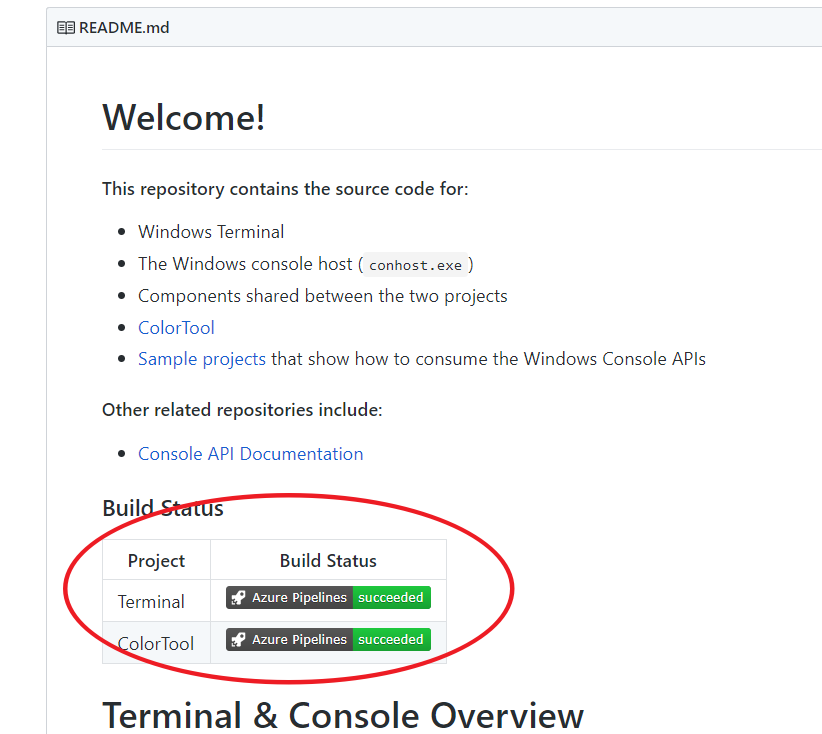 README.md
Welcome!
This repository contains the source code for:
Windows Terminal
The Windows console host ( conhost.exe )
Components shared between the two projects
ColorTool
Sample projects that show how to consume the Windows Console APIs
Other related repositories include:
Console API Documentation
Build Status
Project Build Status
Terminal Azure Pipelines succeeded
ColorTool Azure Pipelines succeeded
Terminal & Console Overview